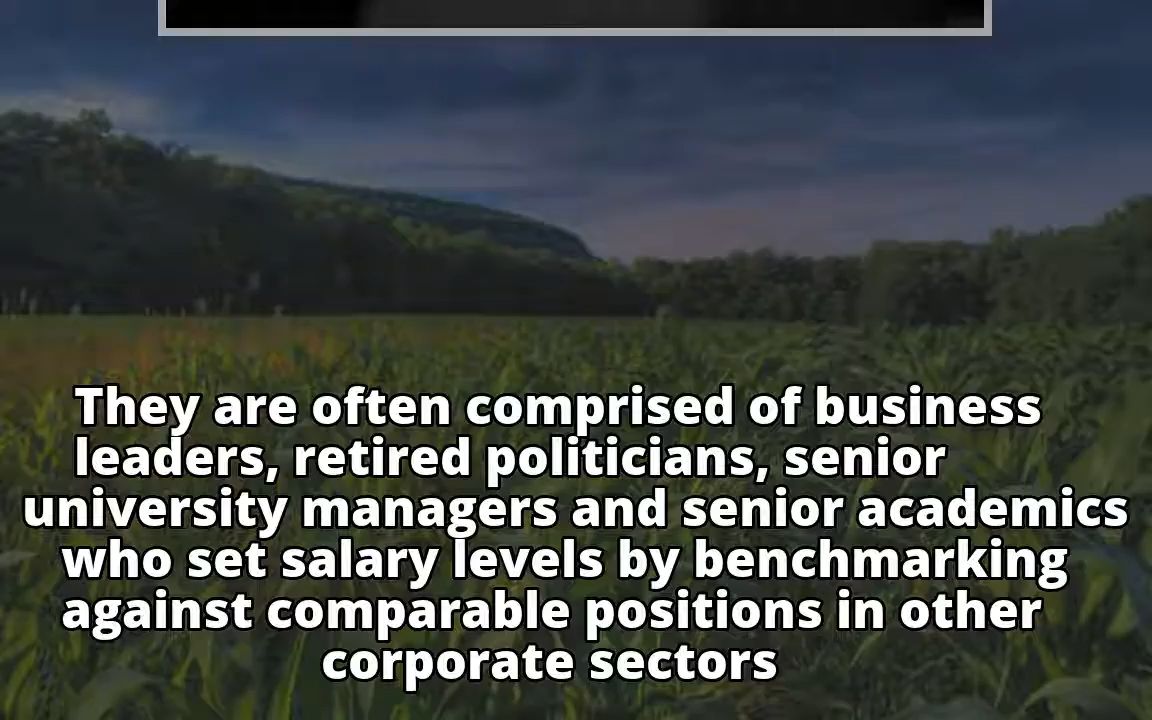 They are often comprised of business
leaders, retired politicians, senior
university managers and senior academics
who set salary levels by benchmarking
against comparable positions in other
corporate sectors